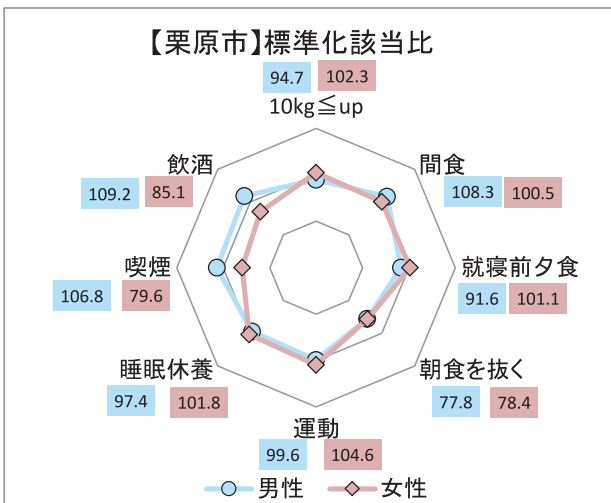 【栗原市】標準化該当比
94.7 102.3
10kg≦up
飲酒 間食
109.2 85.1 108.3 100.5
喫煙 就寝前夕食
106.8 79.6 91.6 101.1
睡眠休養 朝食を抜く
97.4 101.8 77.8 78.4
運動
99.6 104.6
男性 女性